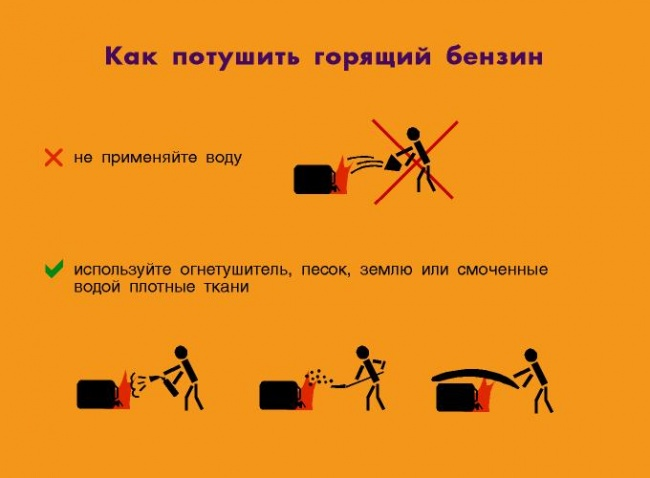 Как потушить горящий бензин
не применяйте воду
используйте огнетушитель, песок, землю или смоченные
водой плотные ткани